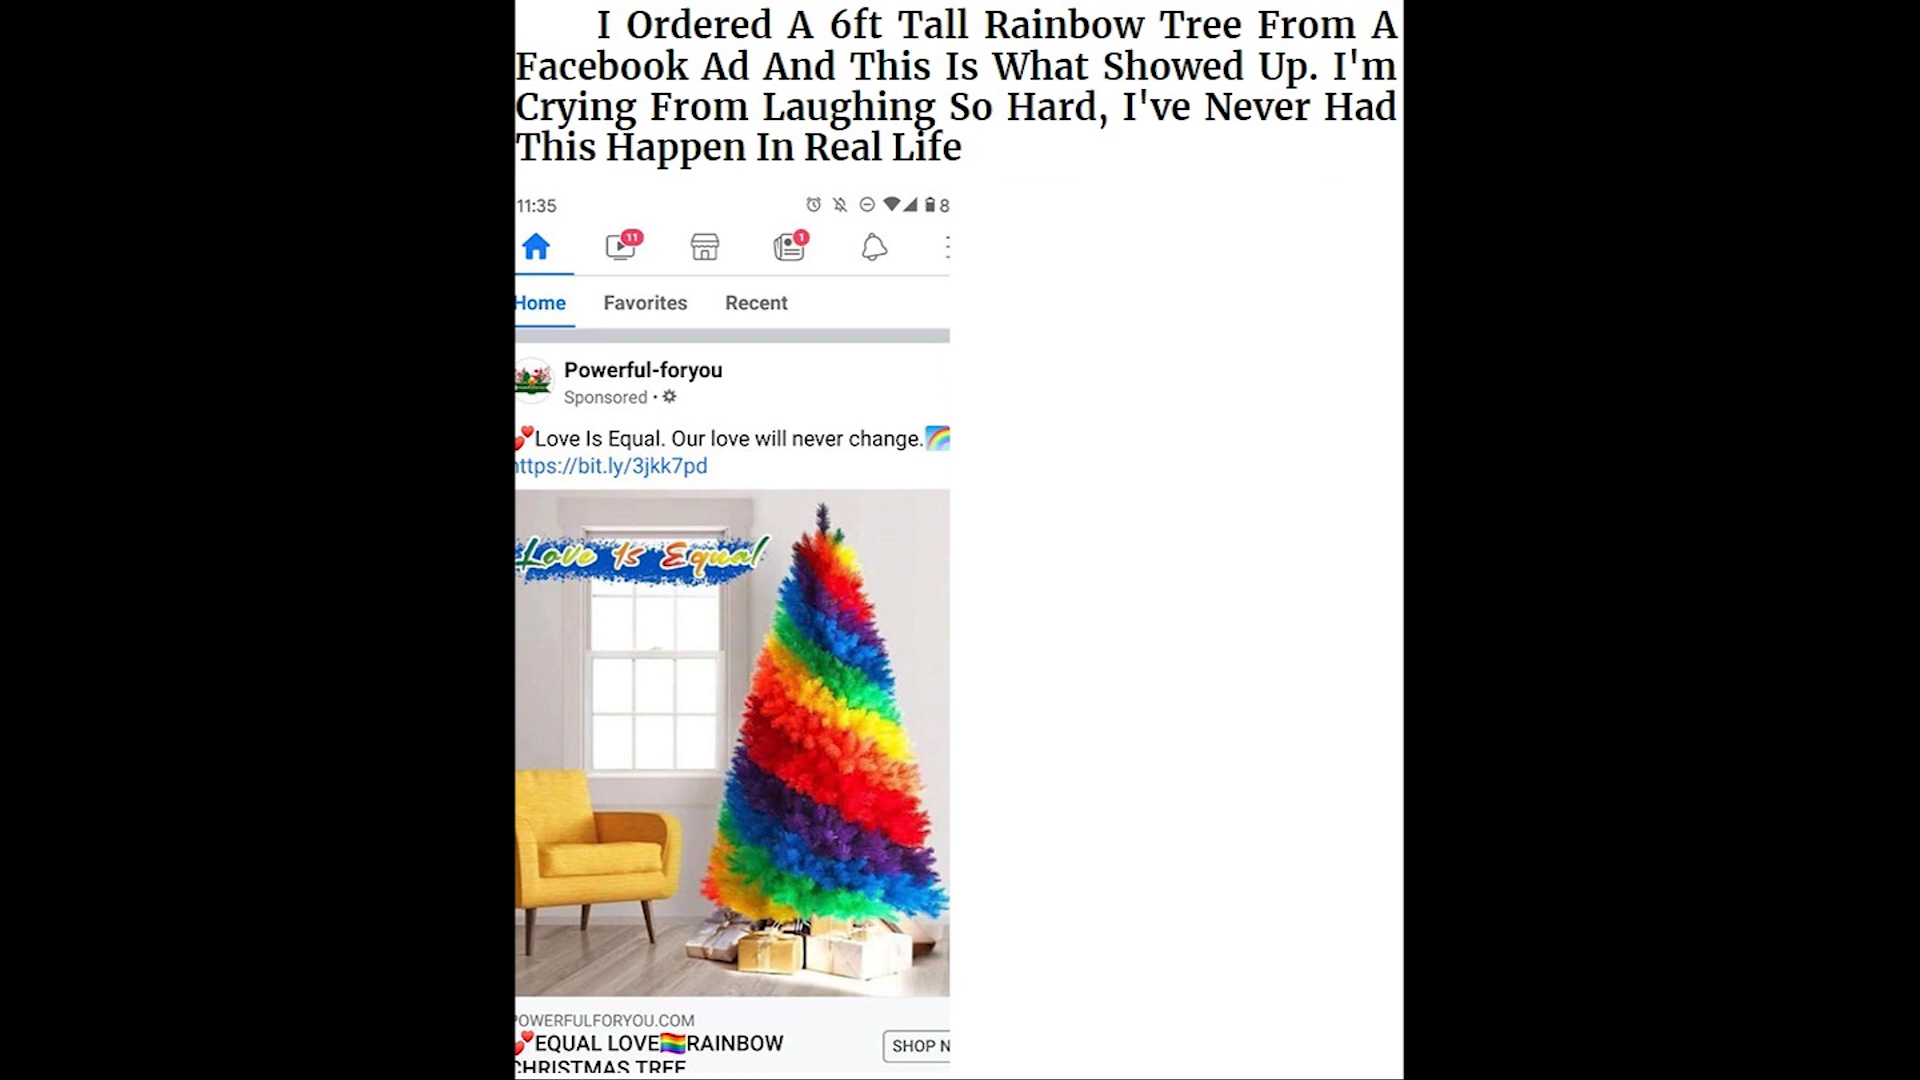 I Ordered A 6ft Tall Rainbow Tree From A
Facebook Ad And This Is What Showed Up. I'm
Crying From Laughing So Hard, I've Never Had
This Happen In Real Life
11:35
8
11
1
Home Favorites Recent
Powerful-foryou
Sponsored
Love Is Equal. Our love will never change.
ttps://bit.ly/3jkk7pd
Love Is Equal
OWERFULFORYOU.COM
EQUAL LOVE RAINBOW
CHRISTMAS TREE
SHOP N